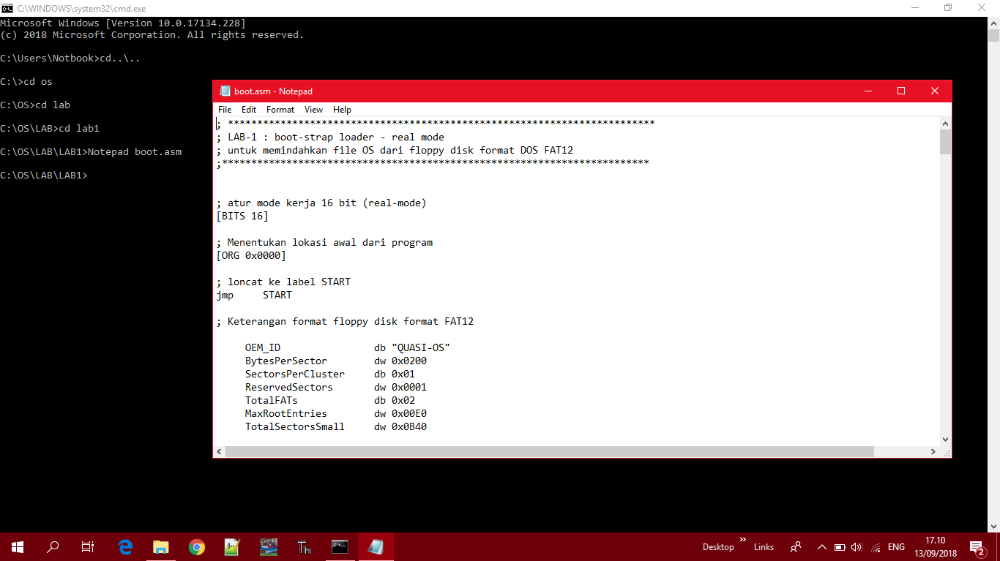 C:\WINDOWS\system32\cmd.exe
Microsoft Windows [Version 10.0.17134.228]
(c) 2018 Microsoft Corporation. All rights reserved.
C:\Users\Notbook>cd..\..
C:\>cd os
C:\OS>cd lab
C:\OS\LAB>cd lab1
C:\OS\LAB\LAB1>Notepad boot.asm
C:\OS\LAB\LAB1>
boot.asm - Notepad
File Edit Format View Help
; *************************************************************************
; LAB-1 : boot-strap loader - real mode
; untuk memindahkan file OS dari floppy disk format DOS FAT12
;*************************************************************************
; atur mode kerja 16 bit (real-mode)
[BITS 16]
; Menentukan lokasi awal dari program
[ORG 0x0000]
; loncat ke label START
jmp     START
; Keterangan format floppy disk format FAT12
OEM_ID                db "QUASI-OS"
BytesPerSector        dw 0x0200
SectorsPerCluster     db 0x01
ReservedSectors       dw 0x0001
TotalFATs             db 0x02
MaxRootEntries        dw 0x00E0
TotalSectorsSmall     dw 0x0B40
Desktop » Links ENG 17.10
13/09/2018 2